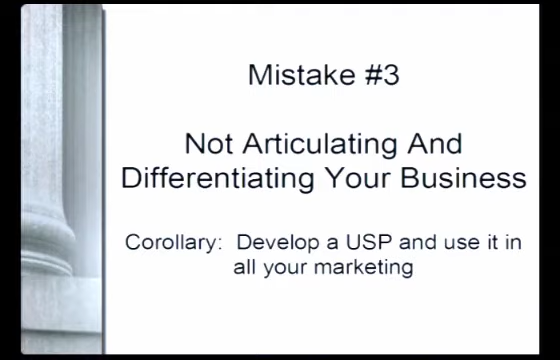 Mistake #3
Not Articulating And
Differentiating Your Business
Corollary:  Develop a USP and use it in
all your marketing